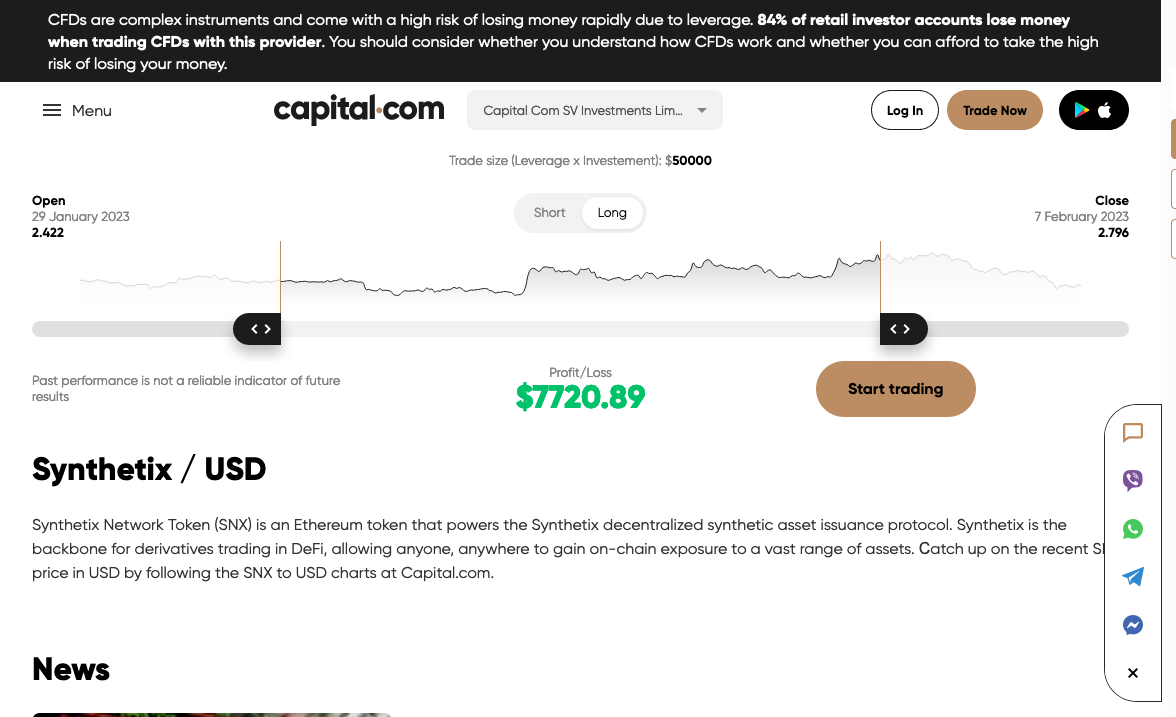 CFDs are complex instruments and come with a high risk of losing money rapidly due to leverage. 84% of retail investor accounts lose money
when trading CFDs with this provider. You should consider whether you understand how CFDs work and whether you can afford to take the high
risk of losing your money.
Menu
capital.com
Capital Com SV Investments Lim...
Log In
Trade Now
Trade size (Leverage x Investement): $50000
Open
29 January 2023
2.422
Short
Long
Close
7 February 2023
2.796
Past performance is not a reliable indicator of future
results
Profit/Loss
$7720.89
Start trading
Synthetix / USD
Synthetix Network Token (SNX) is an Ethereum token that powers the Synthetix decentralized synthetic asset issuance protocol. Synthetix is the
backbone for derivatives trading in DeFi, allowing anyone, anywhere to gain on-chain exposure to a vast range of assets. Catch up on the recent
price in USD by following the SNX to USD charts at Capital.com.
News